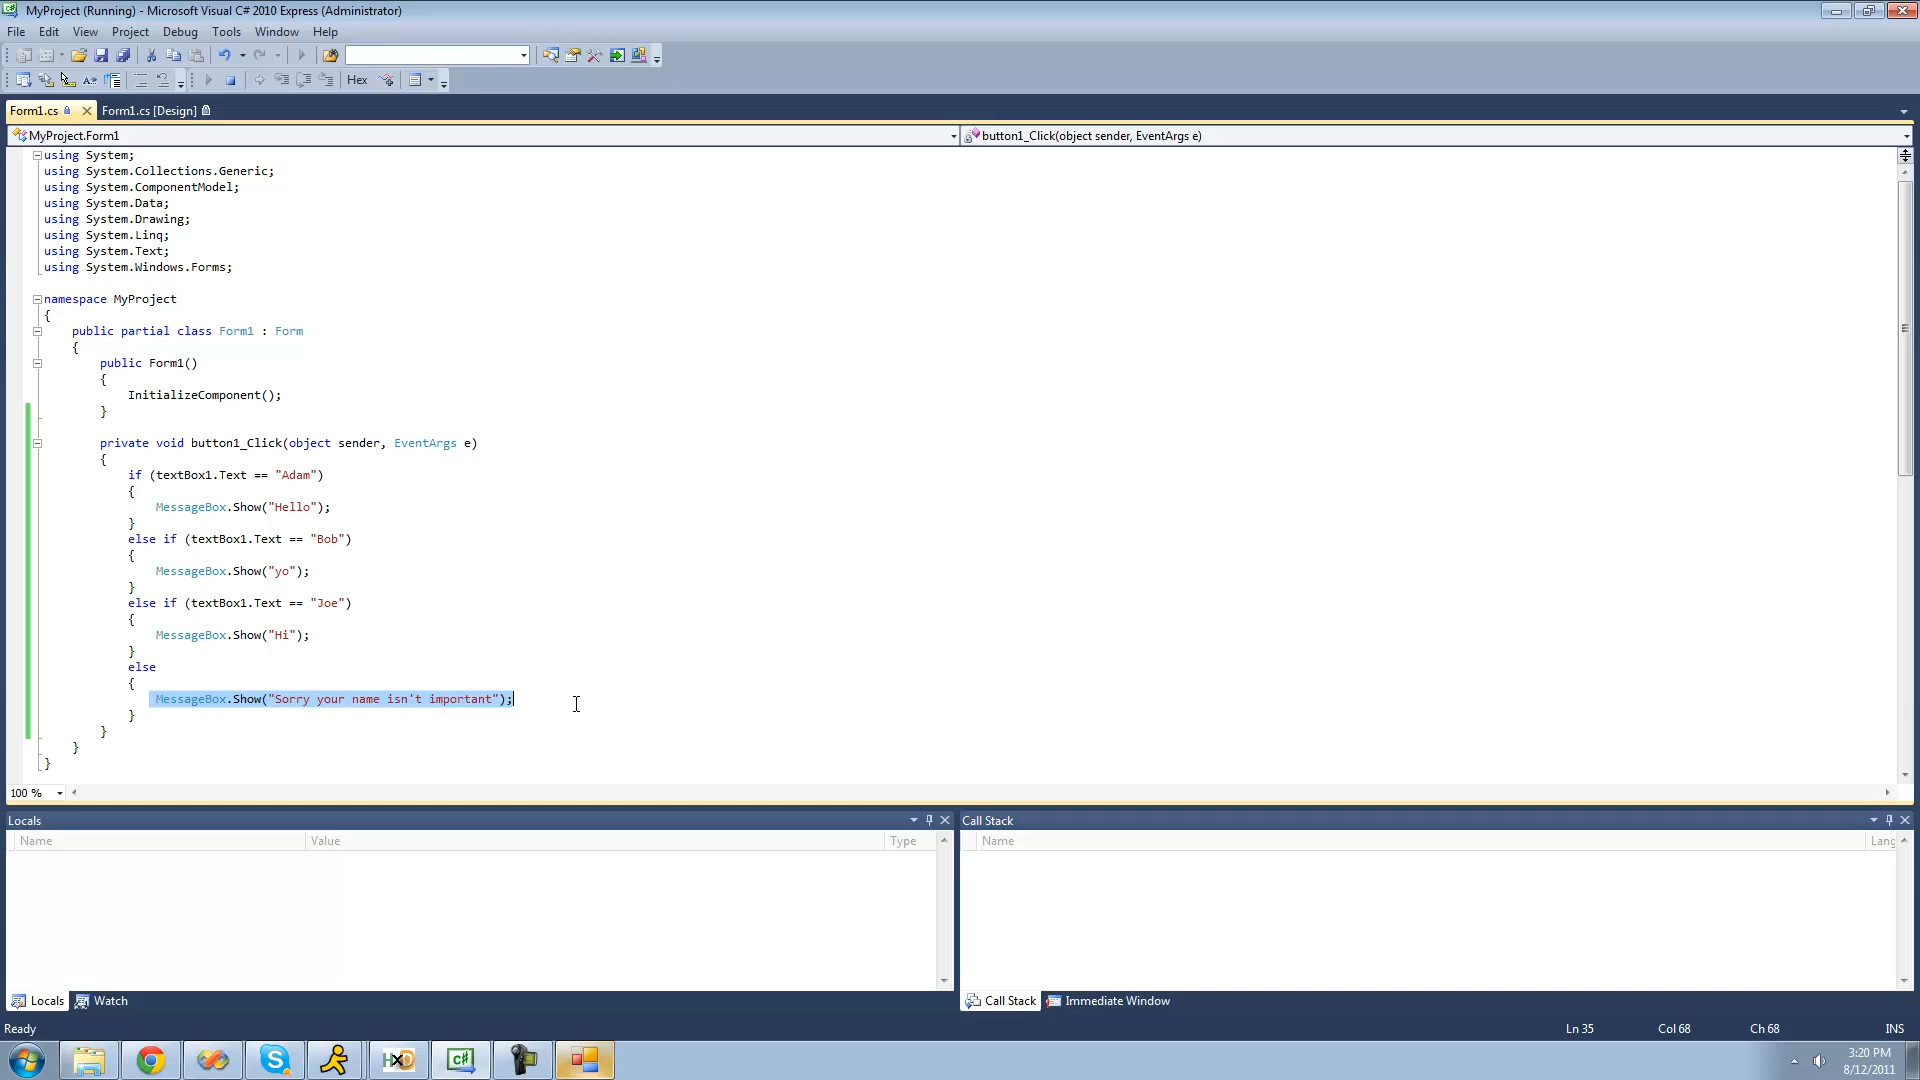 MyProject (Running) - Microsoft Visual C# 2010 Express (Administrator)
File Edit View Project Debug Tools Window Help
Hex
Form1.cs Form1.cs [Design]
MyProject.Form1 button1_Click(object sender, EventArgs e)
using System;
using System.Collections.Generic;
using System.ComponentModel;
using System.Data;
using System.Drawing;
using System.Linq;
using System.Text;
using System.Windows.Forms;
namespace MyProject
{
public partial class Form1 : Form
{
public Form1()
{
InitializeComponent();
}
private void button1_Click(object sender, EventArgs e)
{
if (textBox1.Text == "Adam")
{
MessageBox.Show("Hello");
}
else if (textBox1.Text == "Bob")
{
MessageBox.Show("yo");
}
else if (textBox1.Text == "Joe")
{
MessageBox.Show("Hi");
}
else
{
MessageBox.Show("Sorry your name isn't important");
}
}
}
}
100 %
Locals Call Stack
Name Value Type Name Lang
Locals Watch Call Stack Immediate Window
Ready Ln 35 Col 68 Ch 68 INS
3:20 PM
8/12/2011